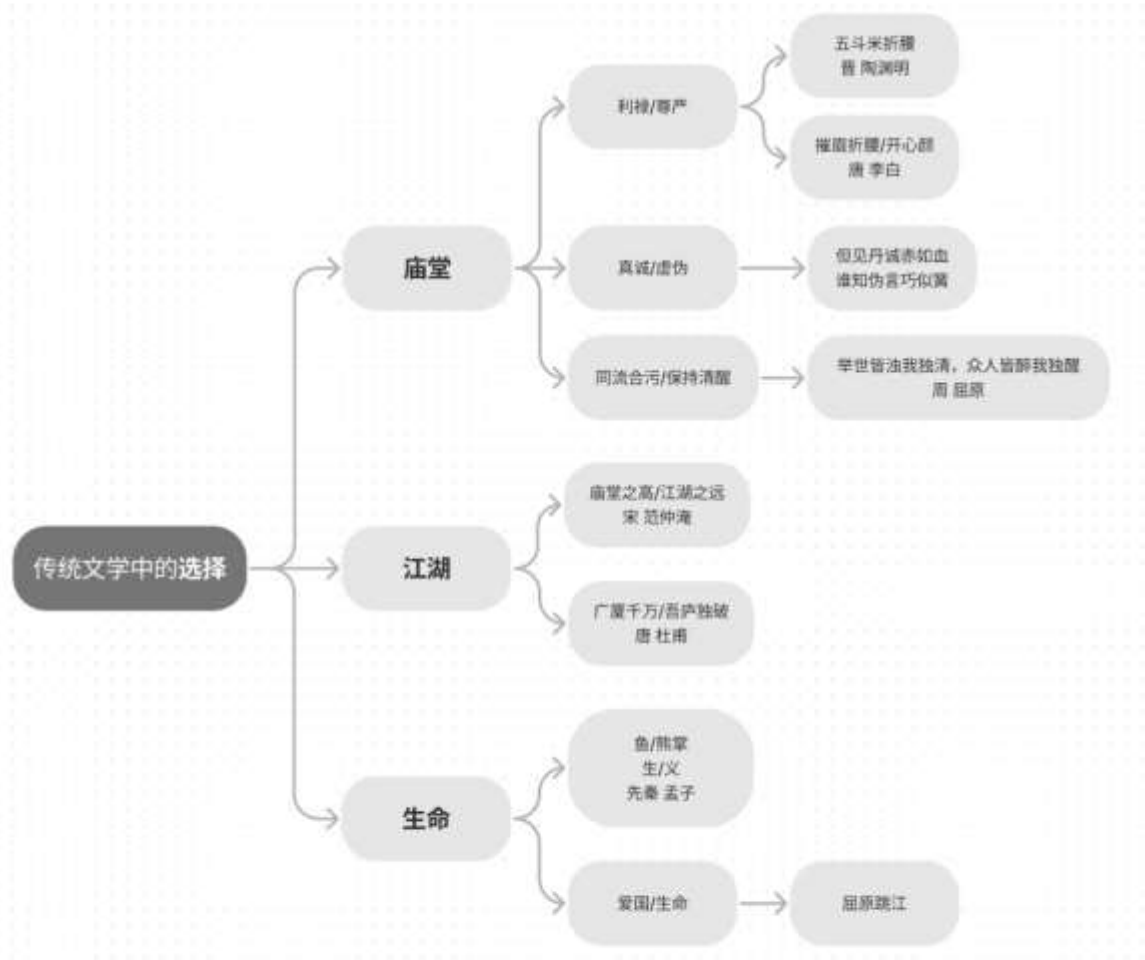 传统文学中的选择
庙堂
利禄/尊严
五斗米折腰
晋 陶渊明
摧眉折腰/开心颜
唐 李白
真诚/虚伪
但见丹诚赤如血
谁知伪言巧似簧
同流合污/保持清醒
举世皆浊我独清，众人皆醉我独醒
周 屈原
江湖
庙堂之高/江湖之远
宋 范仲淹
广厦千万/吾庐独破
唐 杜甫
生命
鱼/熊掌
生/义
先秦 孟子
爱国/生命
屈原跳江